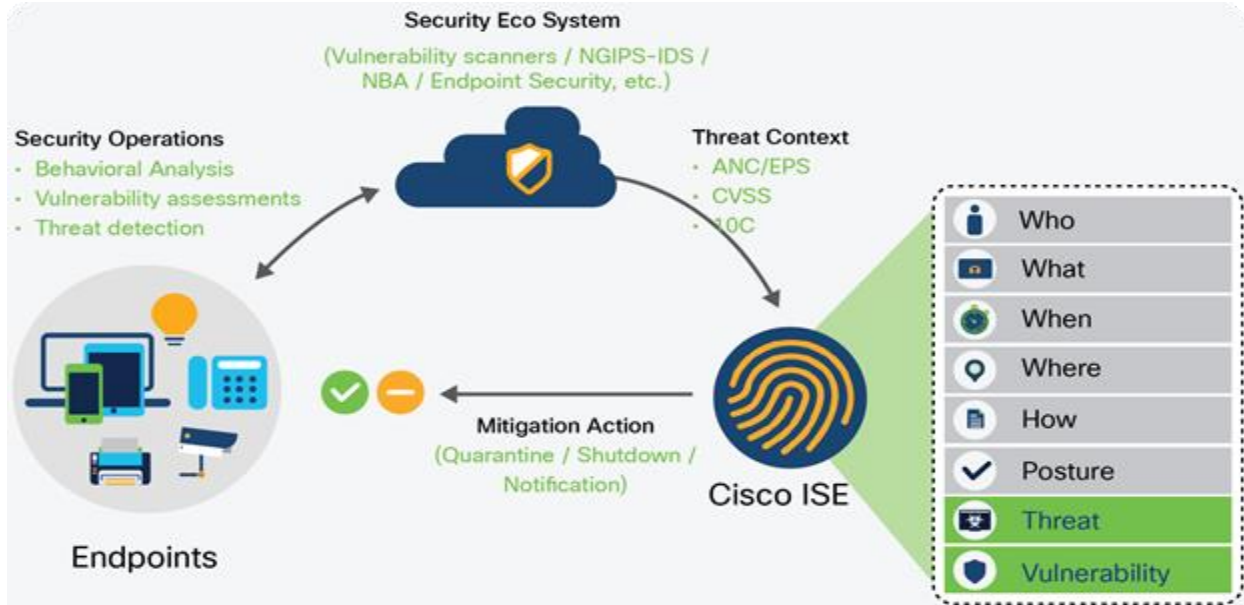 Security Eco System
(Vulnerability scanners / NGIPS-IDS /
NBA / Endpoint Security, etc.)
Security Operations
• Behavioral Analysis
• Vulnerability assessments
• Threat detection
Threat Context
• ANC/EPS
• CVSS
• 10C
Who
What
When
Where
How
Posture
Threat
Vulnerability
Mitigation Action
(Quarantine / Shutdown /
Notification)
Cisco ISE
Endpoints